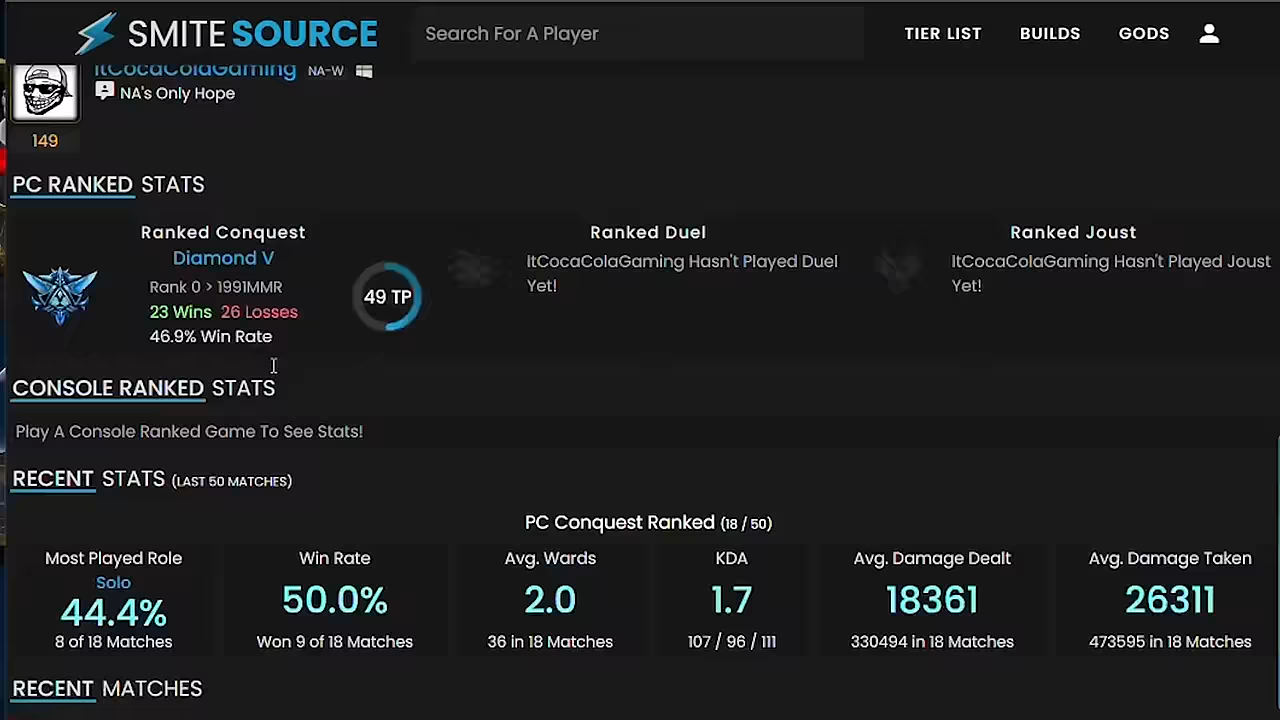 SMITE SOURCE
Search For A Player
TIER LIST BUILDS GODS
ItCocaColaGaming NA-W
NA's Only Hope
149
PC RANKED STATS
Ranked Conquest
Diamond V
Rank 0 > 1991MMR
23 Wins 26 Losses
46.9% Win Rate
49 TP
Ranked Duel
ItCocaColaGaming Hasn't Played Duel
Yet!
Ranked Joust
ItCocaColaGaming Hasn't Played Joust
Yet!
CONSOLE RANKED STATS
Play A Console Ranked Game To See Stats!
RECENT STATS (LAST 50 MATCHES)
PC Conquest Ranked (18 / 50)
Most Played Role
Solo
44.4%
8 of 18 Matches
Win Rate
50.0%
Won 9 of 18 Matches
Avg. Wards
2.0
36 in 18 Matches
KDA
1.7
107 / 96 / 111
Avg. Damage Dealt
18361
330494 in 18 Matches
Avg. Damage Taken
26311
473595 in 18 Matches
RECENT MATCHES